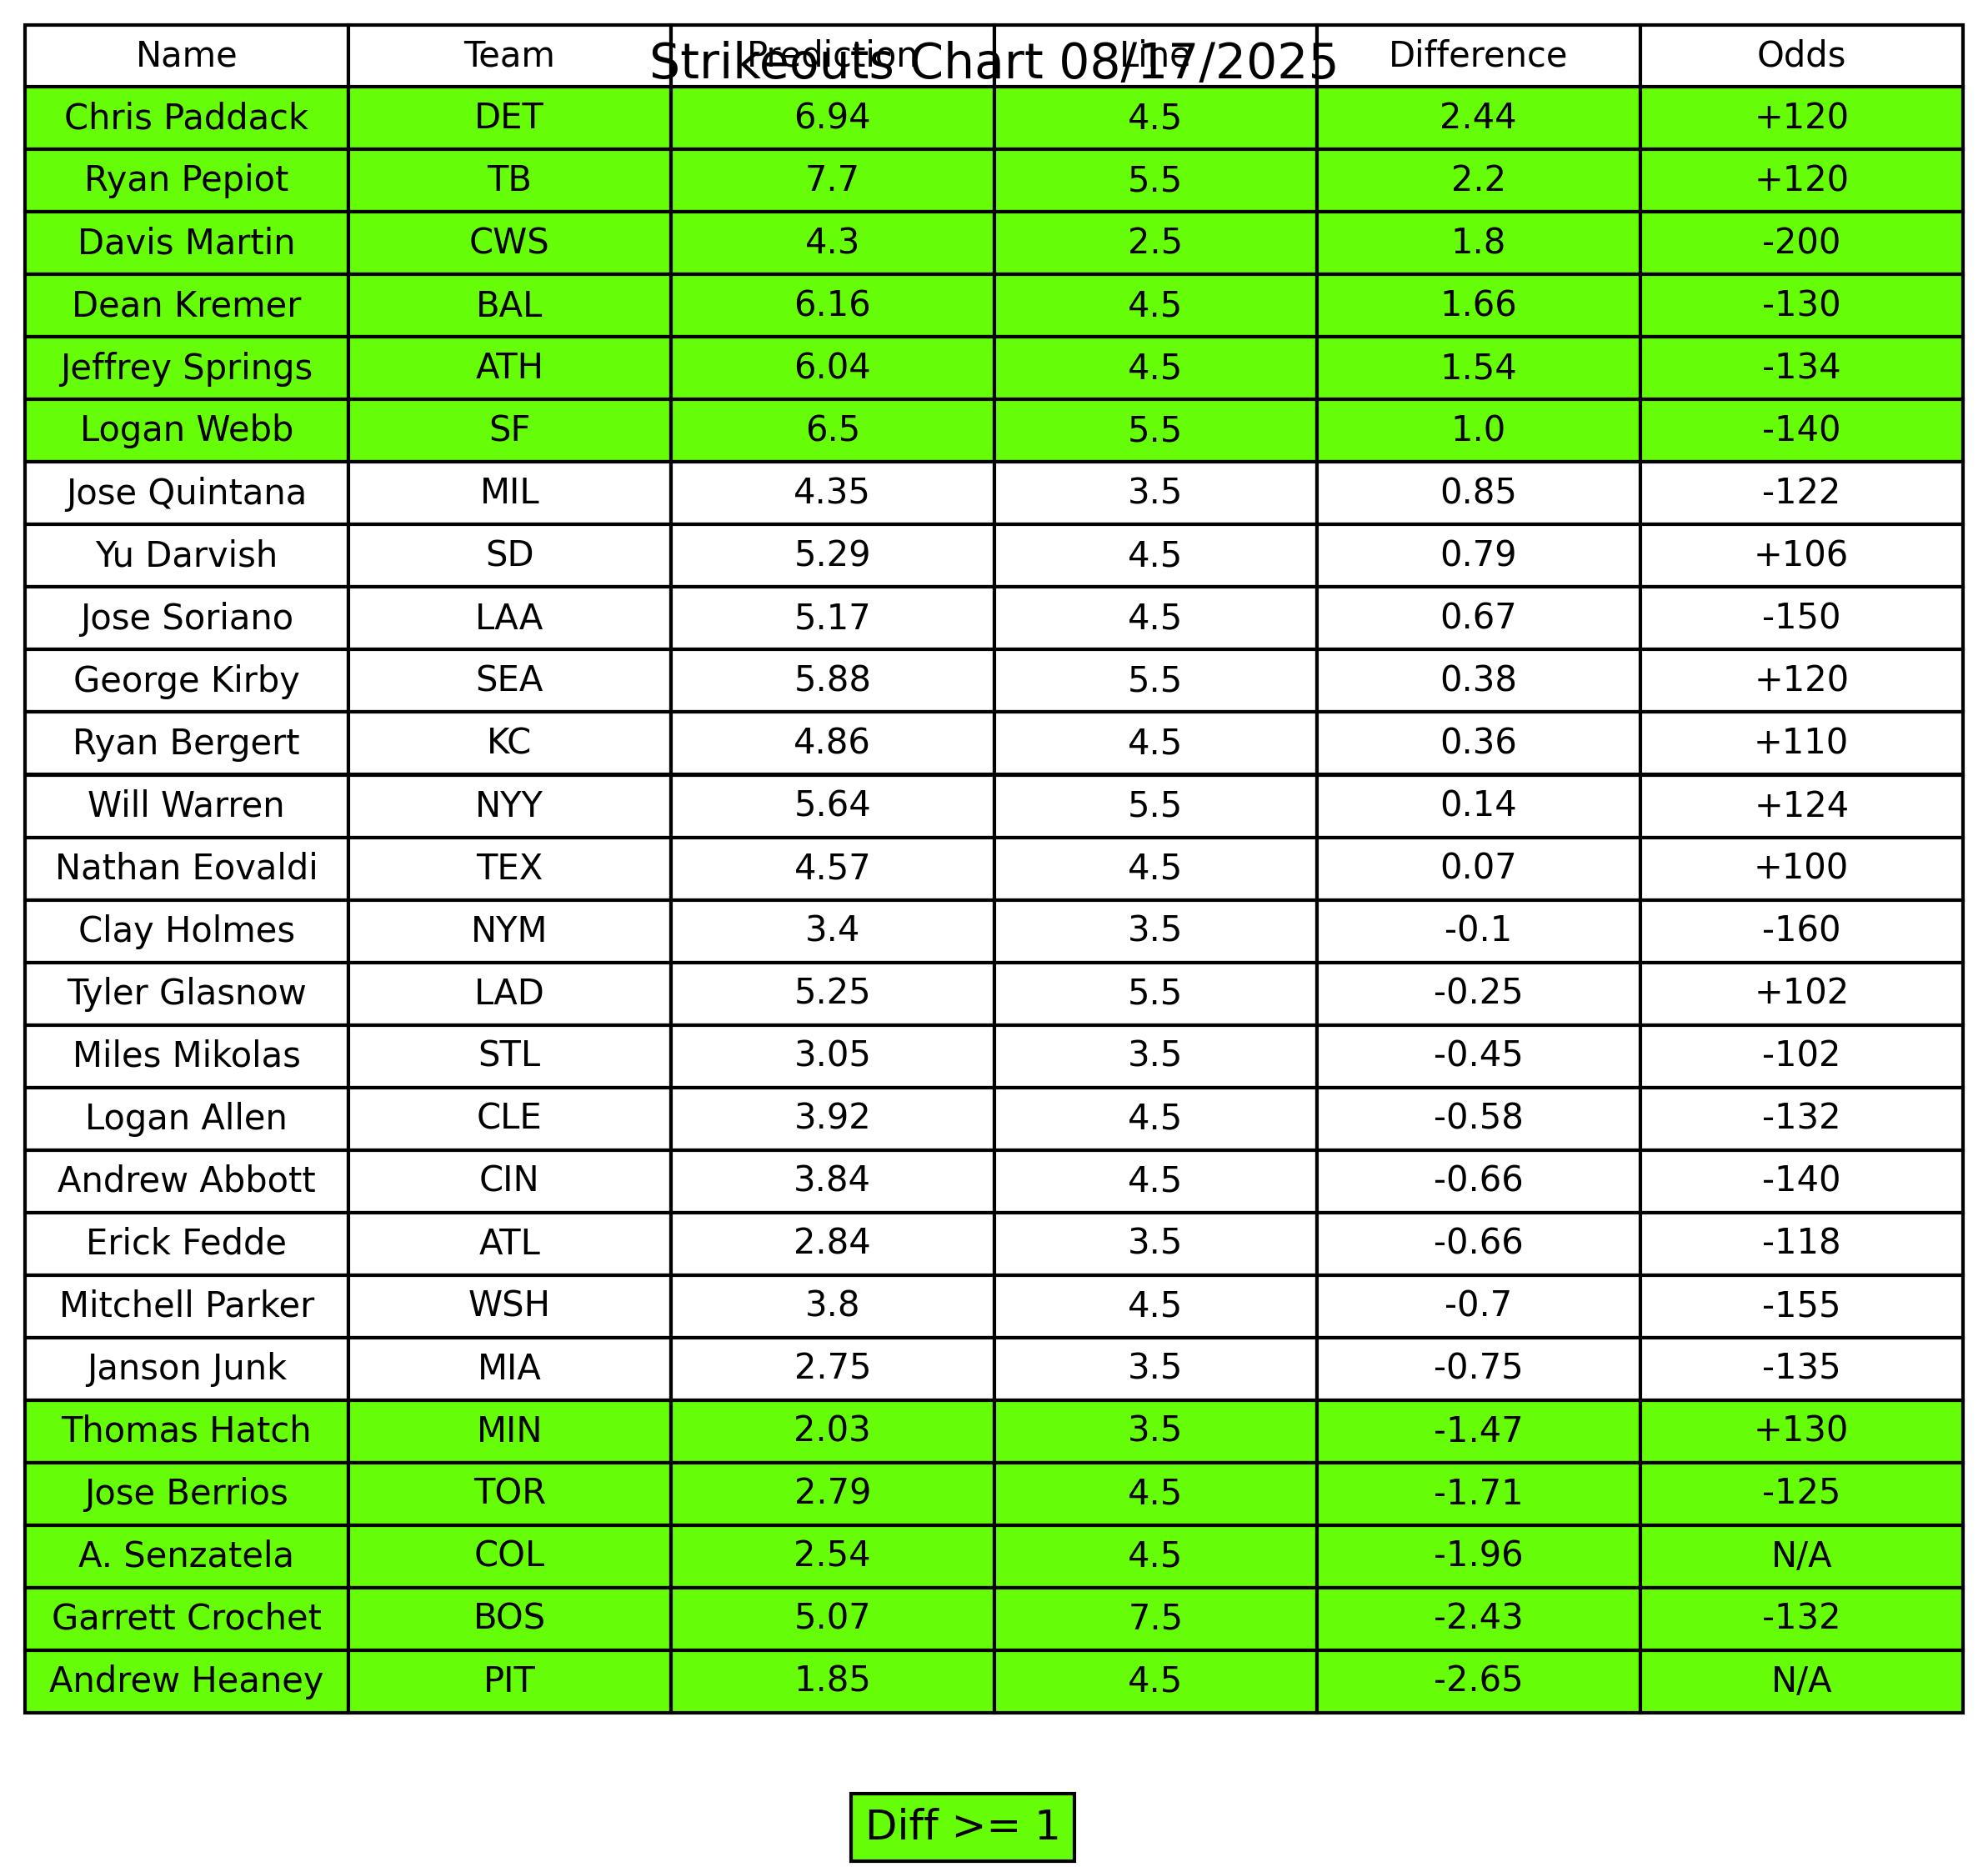 Strikeouts Chart 08/17/2025
Name Team Prediction Line Difference Odds
Chris Paddack DET 6.94 4.5 2.44 +120
Ryan Pepiot TB 7.7 5.5 2.2 +120
Davis Martin CWS 4.3 2.5 1.8 -200
Dean Kremer BAL 6.16 4.5 1.66 -130
Jeffrey Springs ATH 6.04 4.5 1.54 -134
Logan Webb SF 6.5 5.5 1.0 -140
Jose Quintana MIL 4.35 3.5 0.85 -122
Yu Darvish SD 5.29 4.5 0.79 +106
Jose Soriano LAA 5.17 4.5 0.67 -150
George Kirby SEA 5.88 5.5 0.38 +120
Ryan Bergert KC 4.86 4.5 0.36 +110
Will Warren NYY 5.64 5.5 0.14 +124
Nathan Eovaldi TEX 4.57 4.5 0.07 +100
Clay Holmes NYM 3.4 3.5 -0.1 -160
Tyler Glasnow LAD 5.25 5.5 -0.25 +102
Miles Mikolas STL 3.05 3.5 -0.45 -102
Logan Allen CLE 3.92 4.5 -0.58 -132
Andrew Abbott CIN 3.84 4.5 -0.66 -140
Erick Fedde ATL 2.84 3.5 -0.66 -118
Mitchell Parker WSH 3.8 4.5 -0.7 -155
Janson Junk MIA 2.75 3.5 -0.75 -135
Thomas Hatch MIN 2.03 3.5 -1.47 +130
Jose Berrios TOR 2.79 4.5 -1.71 -125
A. Senzatela COL 2.54 4.5 -1.96 N/A
Garrett Crochet BOS 5.07 7.5 -2.43 -132
Andrew Heaney PIT 1.85 4.5 -2.65 N/A
Diff >= 1